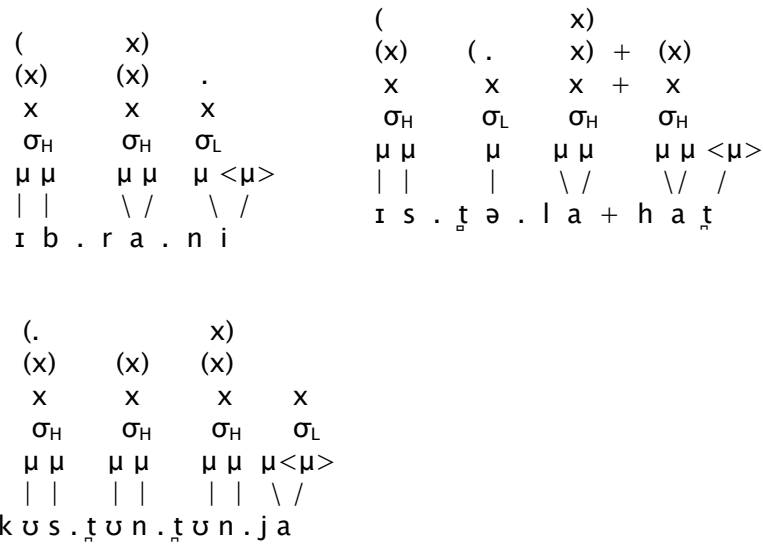 ( x)
(x) (x) .
x x x
σH σH σL
μ μ μ μ μ <μ>
| | \ / \ /
ɪ b . r a . n i
( x)
(x) ( . x) + (x)
x x x + x
σH σL σH σH
μ μ μ μ μ μ μ <μ>
| | | \ / \/ /
ɪ s . t̪ ə . l a + h a t̪
(. x)
(x) (x) (x)
x x x x
σH σH σH σL
μ μ μ μ μ μ μ<μ>
| | | | | | \ /
k ʊ s . t̪ ʊ n . t̪ ʊ n . j a